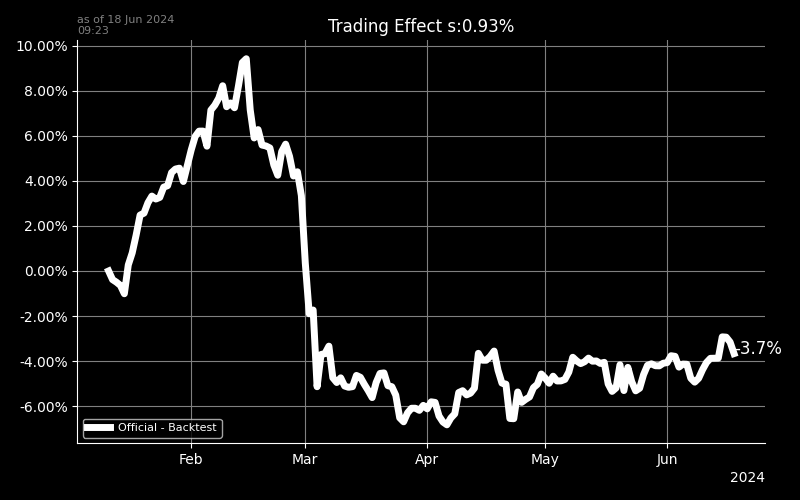 as of 18 Jun 2024
09:23
Trading Effect s:0.93%
10.00%
8.00%
6.00%
4.00%
2.00%
0.00%
-2.00%
-4.00%
-6.00%
-3.7%
Official - Backtest
Feb
Mar
Apr
May
Jun
2024